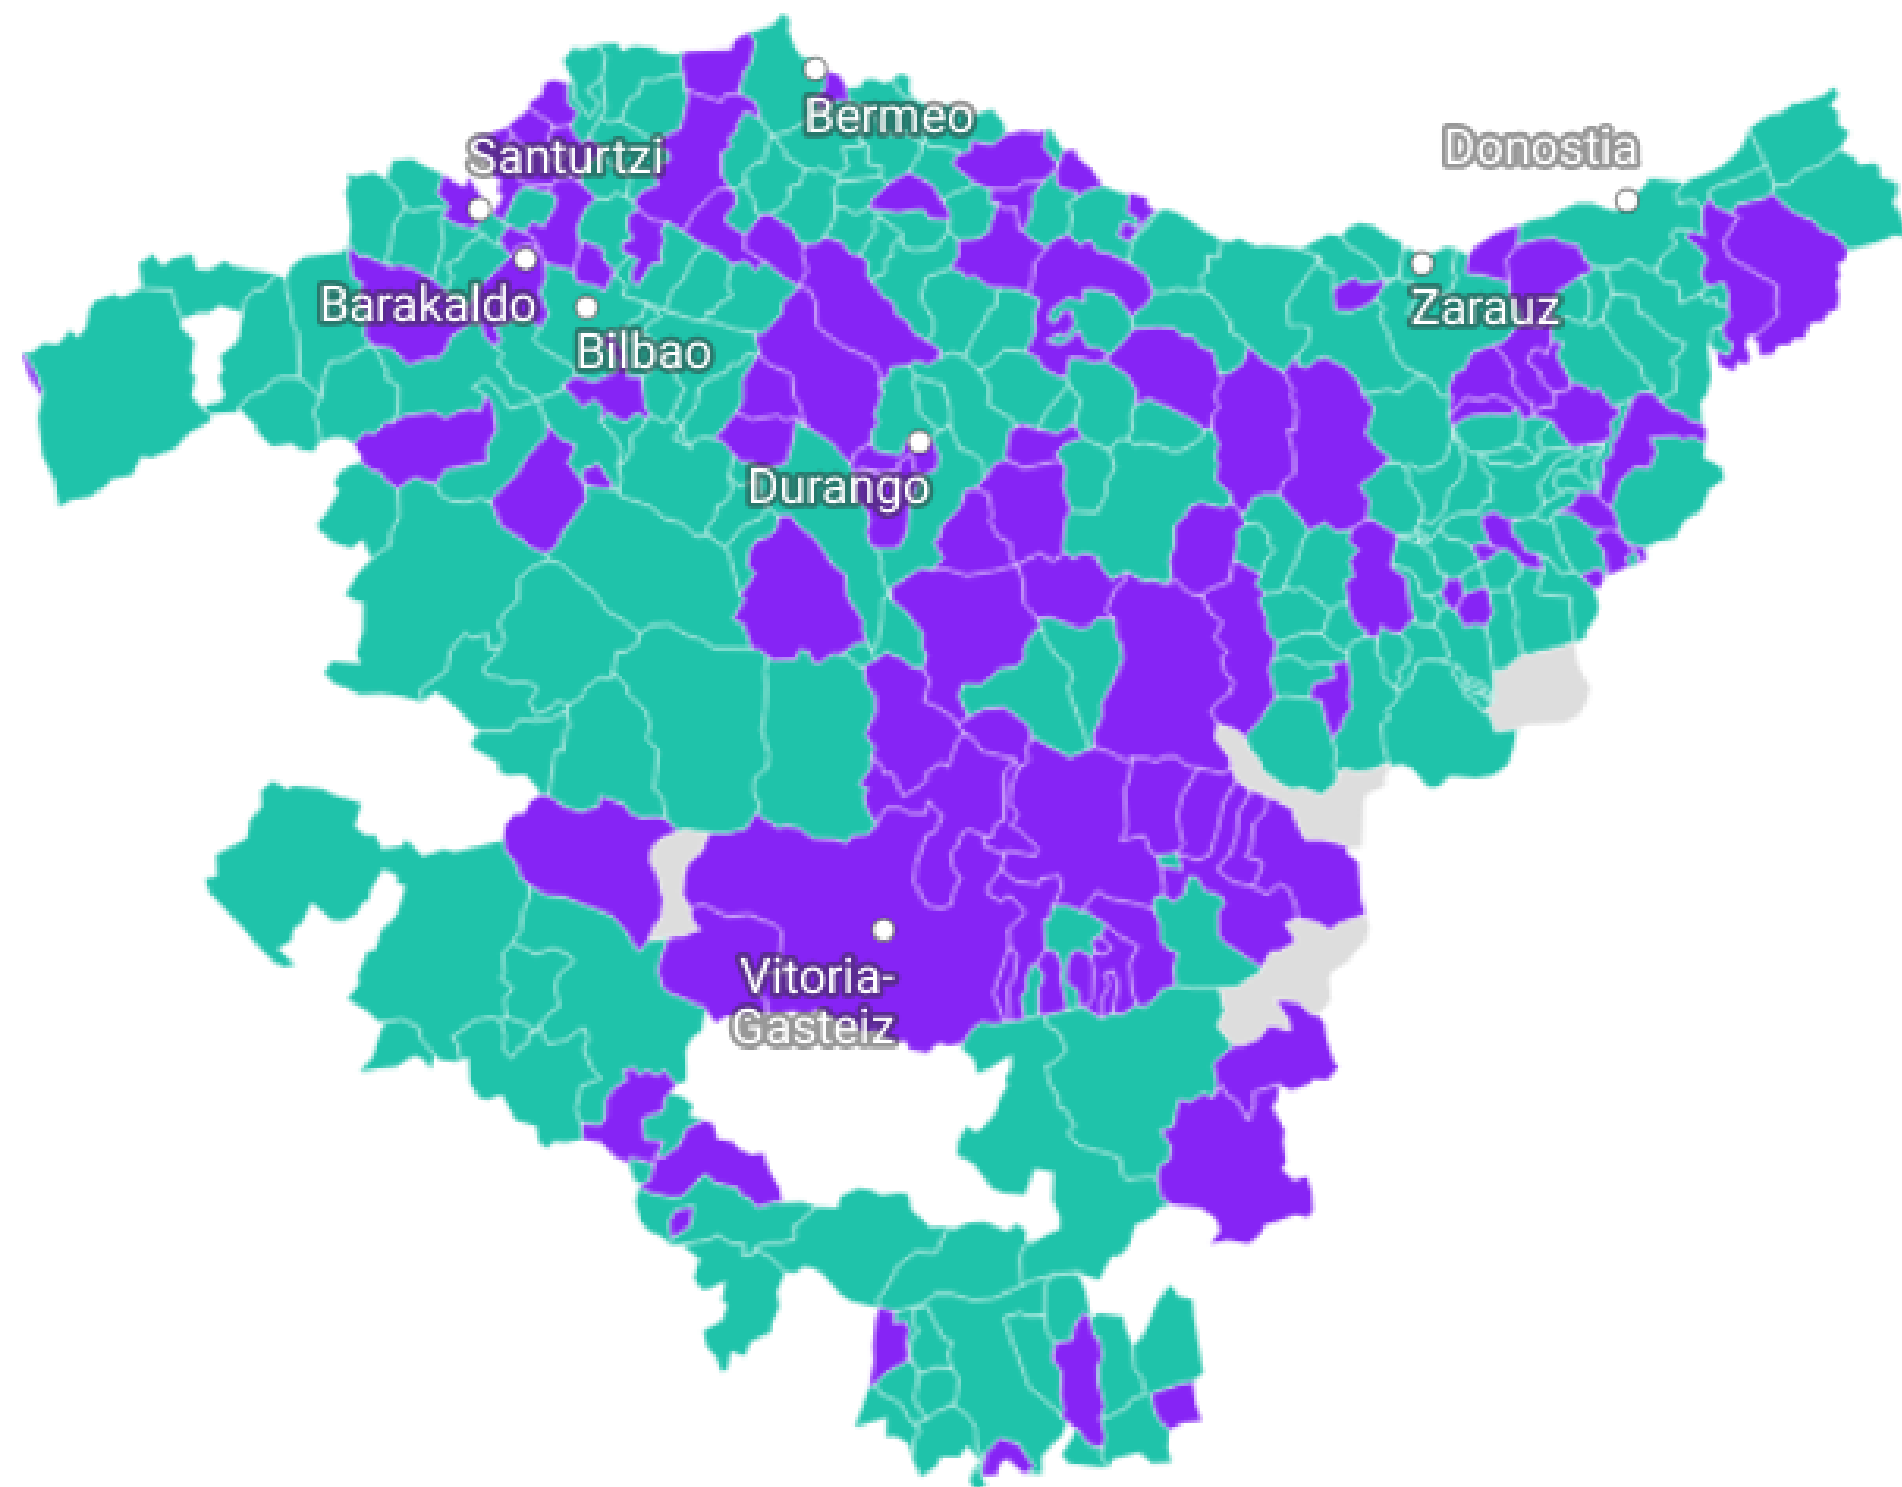 Bermeo
Santurtzi
Donostia
Barakaldo
Bilbao
Zarauz
Durango
Vitoria-
Gasteiz